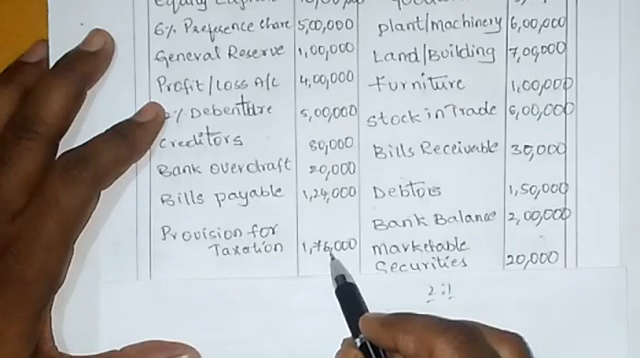 Equity
6% Prefuence Share 5,00,000 plant/machinery 6,00,000
General Reserve 1,00,000 Land/Building 7,00,000
Profit/Loss A/c 4,00,000 Furniture 1,00,000
% Debenture 5,00,000 Stock in Trade 6,00,000
Creditors 80,000 Bills Receivable 30,000
Bank overdraft 20,000
Bills payable 1,24,000 Debtors 1,50,000
Bank Balance 2,00,000
Provision for
Taxation 1,76,000 marketable
Securities 20,000
2:1